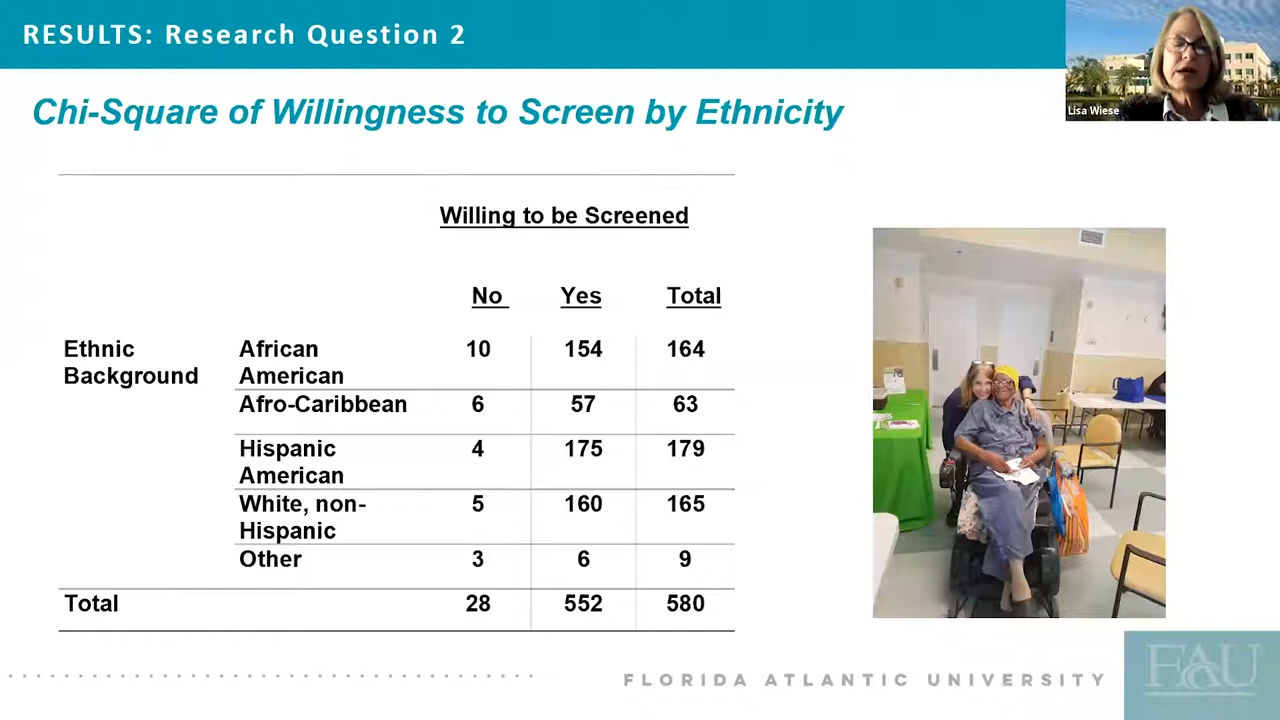 RESULTS: Research Question 2
Lisa Wiese
Chi-Square of Willingness to Screen by Ethnicity
Willing to be Screened
No Yes Total
Ethnic Background African American 10 154 164
Afro-Caribbean 6 57 63
Hispanic American 4 175 179
White, non-Hispanic 5 160 165
Other 3 6 9
Total 28 552 580
FLORIDA ATLANTIC UNIVERSITY
FAU